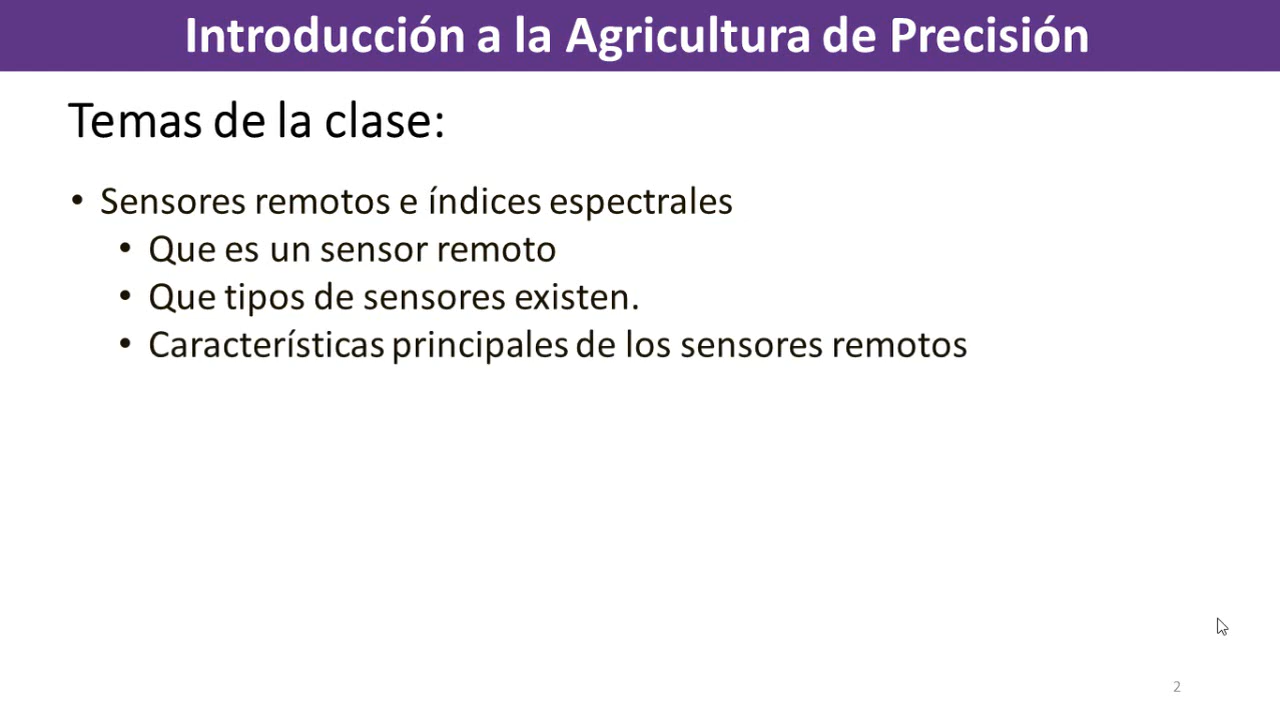 Introducción a la Agricultura de Precisión
Temas de la clase:
• Sensores remotos e índices espectrales
• Que es un sensor remoto
• Que tipos de sensores existen.
• Características principales de los sensores remotos
2